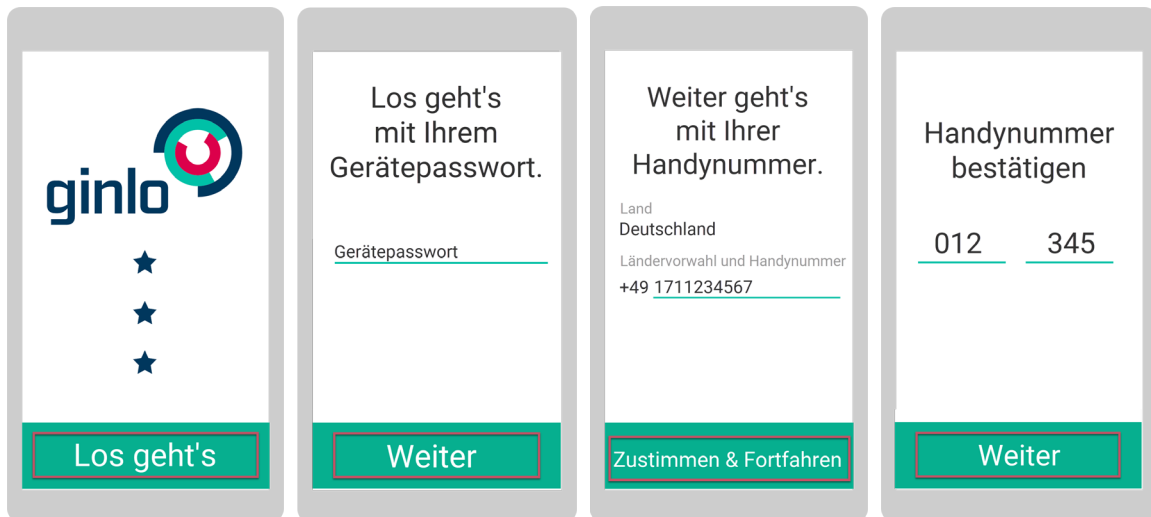 ginlo
Los geht's
Los geht's
mit Ihrem
Gerätepasswort.
Gerätepasswort
Weiter
Weiter geht's
mit Ihrer
Handynummer.
Land
Deutschland
Ländervorwahl und Handynummer
+49 1711234567
Zustimmen & Fortfahren
Handynummer
bestätigen
012 345
Weiter